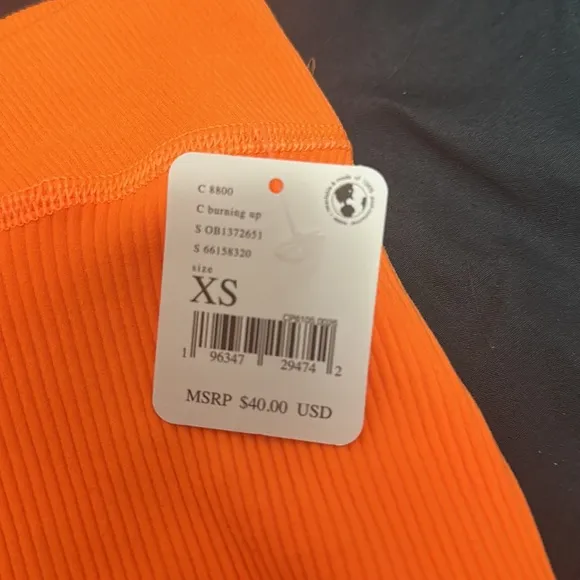 C 8800
C burning up
S OB1372651
S 66158320
size
XS
1 96347 29474 2
MSRP $40.00 USD